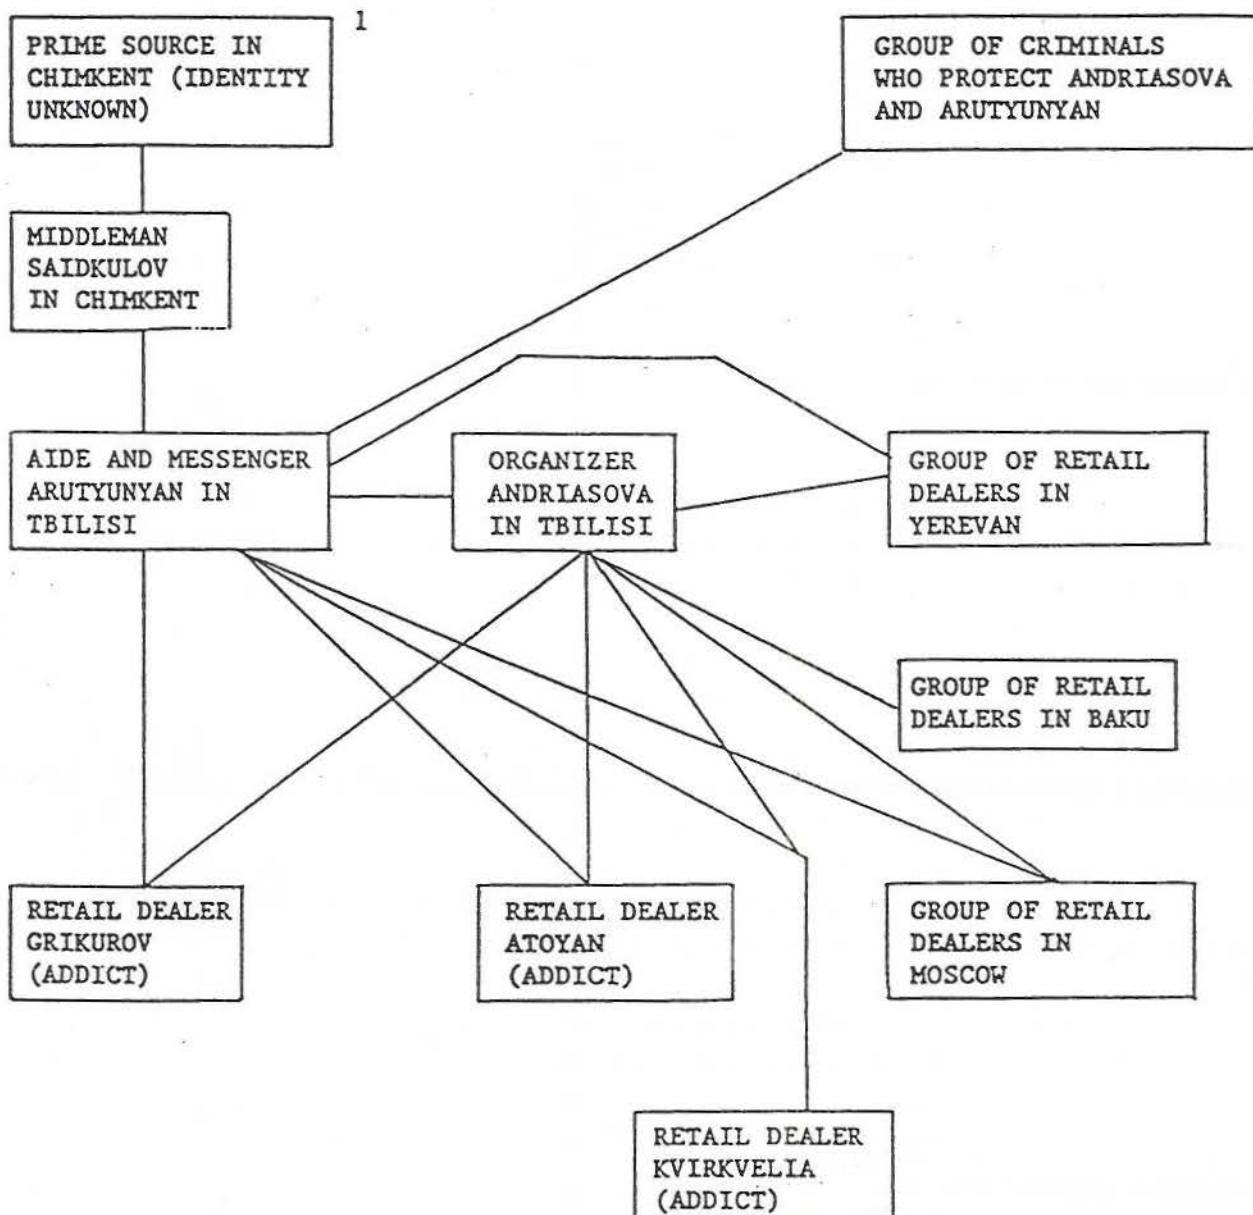 1
PRIME SOURCE IN
CHIMKENT (IDENTITY
UNKNOWN)
GROUP OF CRIMINALS
WHO PROTECT ANDRIASOVA
AND ARUTYUNYAN
MIDDLEMAN
SAIDKULOV
IN CHIMKENT
AIDE AND MESSENGER
ARUTYUNYAN IN
TBILISI
ORGANIZER
ANDRIASOVA
IN TBILISI
GROUP OF RETAIL
DEALERS IN
YEREVAN
GROUP OF RETAIL
DEALERS IN BAKU
RETAIL DEALER
GRIKUROV
(ADDICT)
RETAIL DEALER
ATOYAN
(ADDICT)
GROUP OF RETAIL
DEALERS IN
MOSCOW
RETAIL DEALER
KVIRKVELIA
(ADDICT)